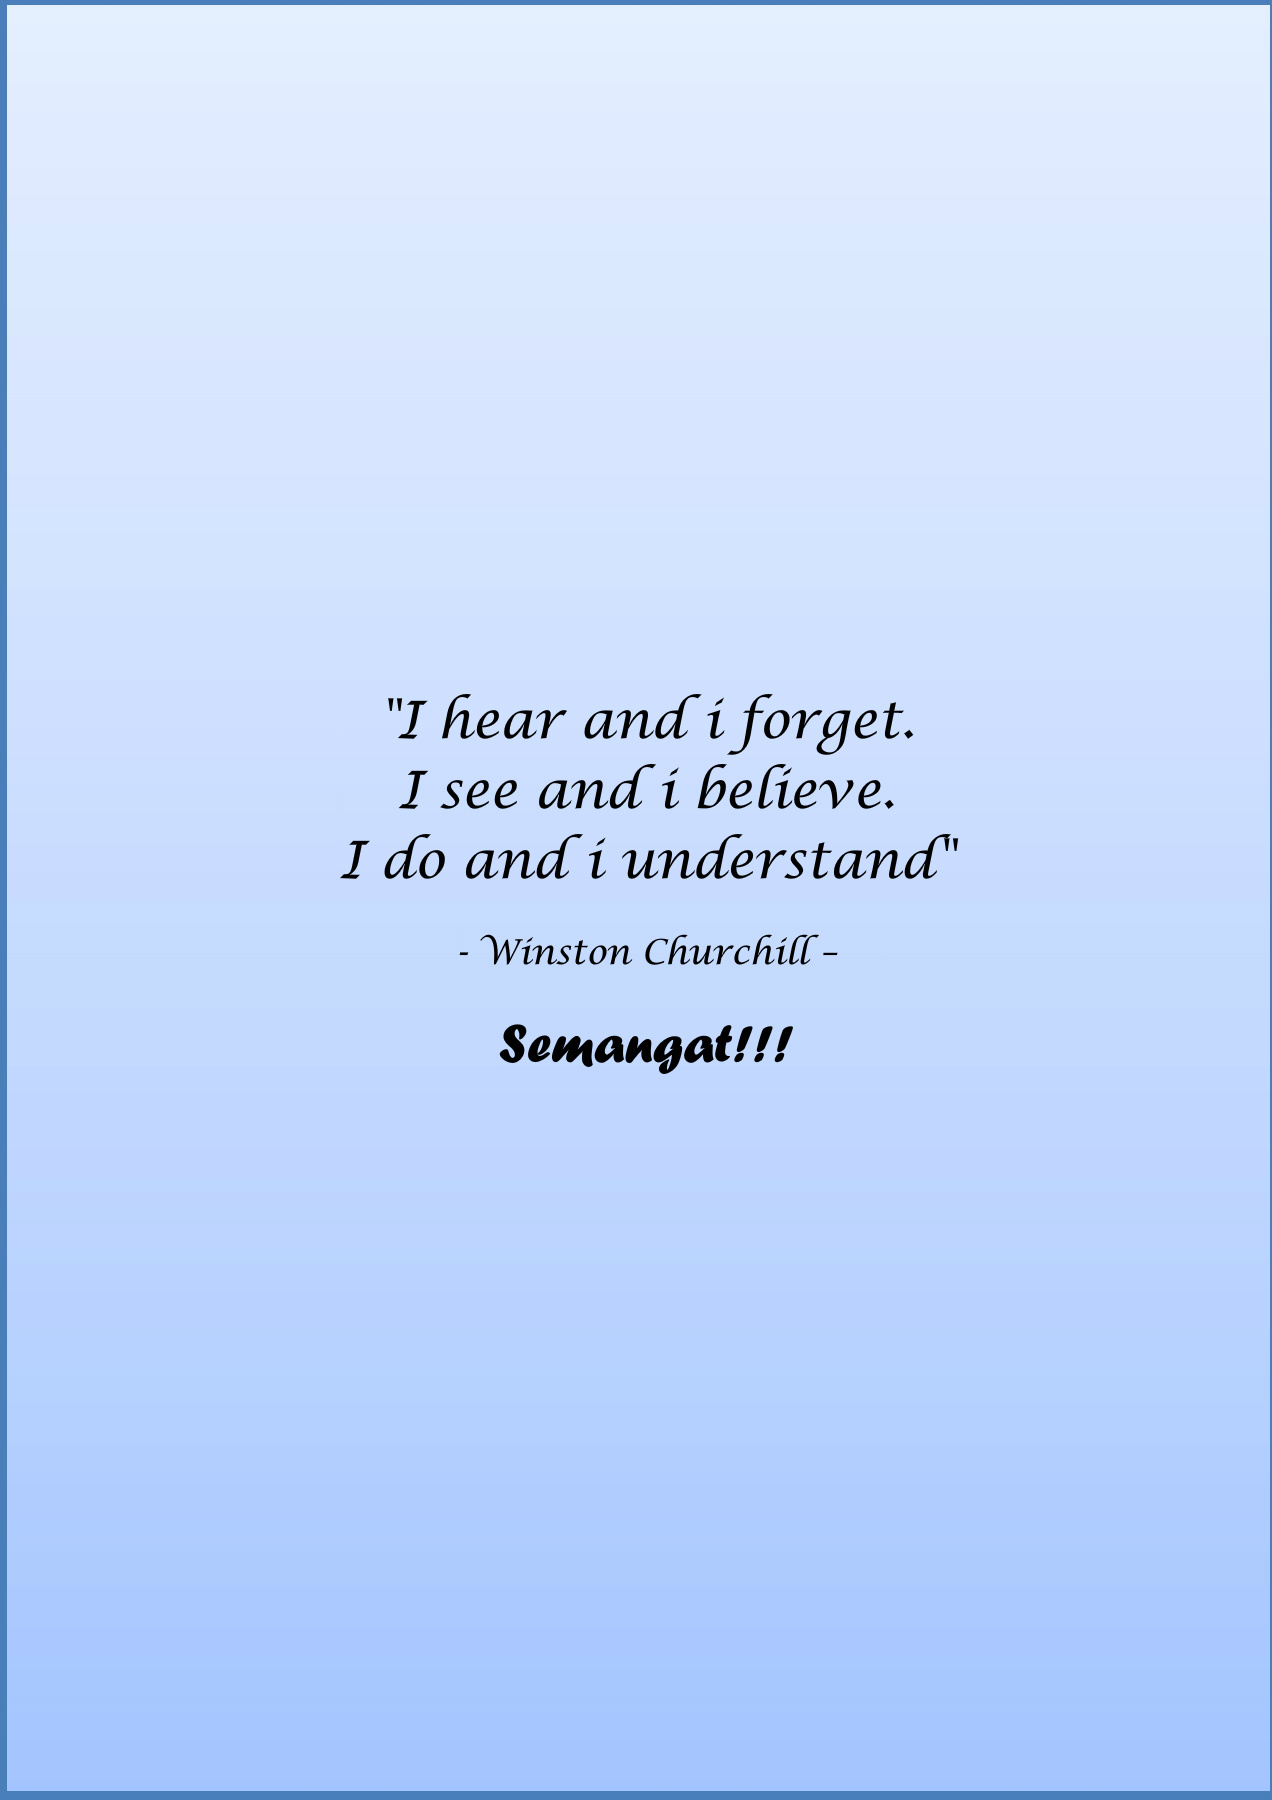 "I hear and i forget.
I see and i believe.
I do and i understand"
- Winston Churchill –
Semangat!!!